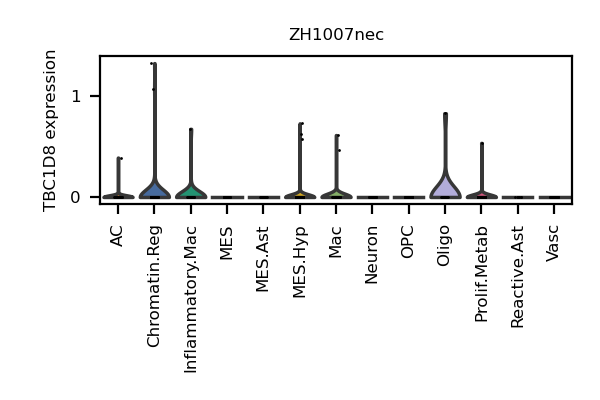 ZH1007nec
TBC1D8 expression
1
0
AC
Chromatin.Reg
Inflammatory.Mac
MES
MES.Ast
MES.Hyp
Mac
Neuron
OPC
Oligo
Prolif.Metab
Reactive.Ast
Vasc